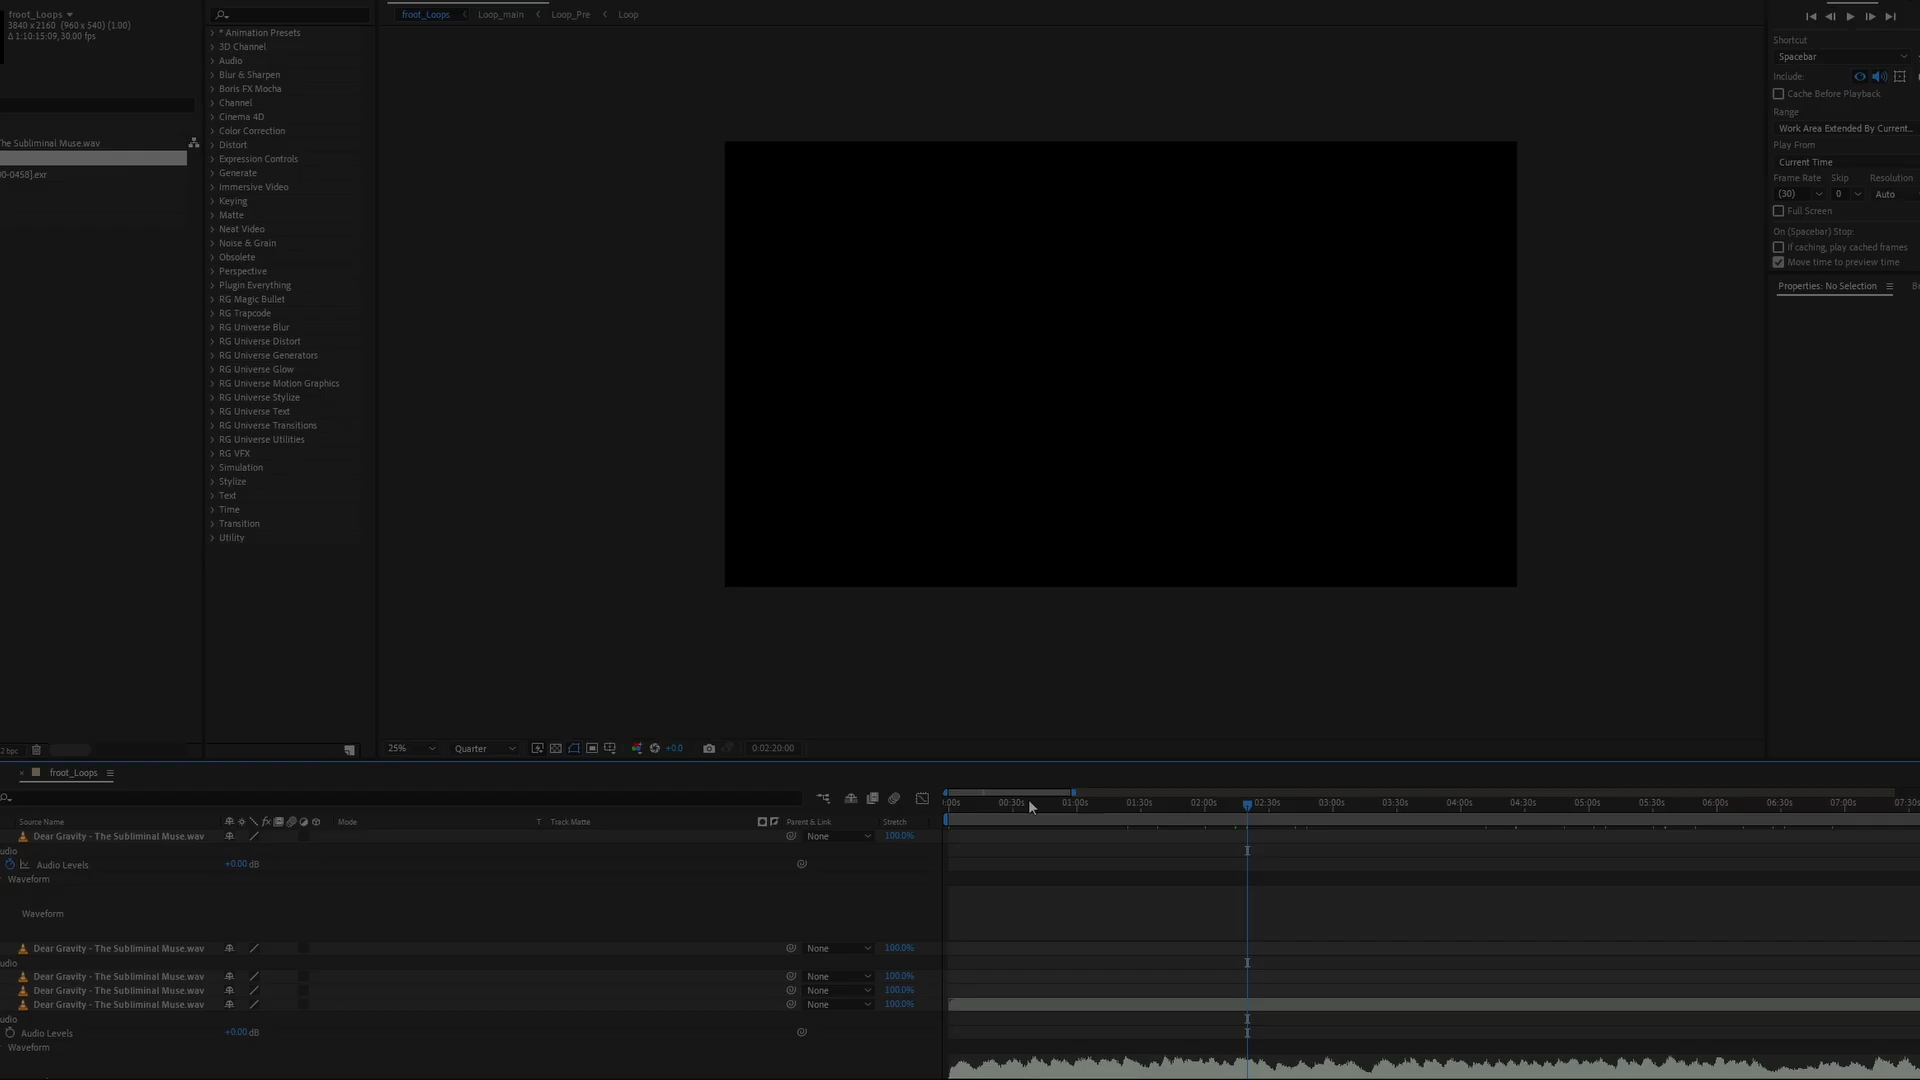 froot_Loops
3840 x 2160 (960 x 540) (1.00)
Δ 1:10:15:09, 30.00 fps
he Subliminal Muse.wav
00-0458].exr
2 bpc
* Animation Presets
3D Channel
Audio
Blur & Sharpen
Boris FX Mocha
Channel
Cinema 4D
Color Correction
Distort
Expression Controls
Generate
Immersive Video
Keying
Matte
Neat Video
Noise & Grain
Obsolete
Perspective
Plugin Everything
RG Magic Bullet
RG Trapcode
RG Universe Blur
RG Universe Distort
RG Universe Generators
RG Universe Glow
RG Universe Motion Graphics
RG Universe Stylize
RG Universe Text
RG Universe Transitions
RG Universe Utilities
RG VFX
Simulation
Stylize
Text
Time
Transition
Utility
froot_Loops Loop_main Loop_Pre Loop
25% Quarter +0.0 0:02:20:00
Shortcut
Spacebar
Include:
Cache Before Playback
Range
Work Area Extended By Current...
Play From
Current Time
Frame Rate Skip Resolution
(30) 0 Auto
Full Screen
On (Spacebar) Stop:
If caching, play cached frames
Move time to preview time
Properties: No Selection
froot_Loops
:00s 00:30s 01:00s 01:30s 02:00s 02:30s 03:00s 03:30s 04:00s 04:30s 05:00s 05:30s 06:00s 06:30s 07:00s 07:30s
Source Name Mode T Track Matte Parent & Link Stretch
Dear Gravity - The Subliminal Muse.wav None 100.0%
udio
Audio Levels +0.00 dB
Waveform
Waveform
Dear Gravity - The Subliminal Muse.wav None 100.0%
udio
Dear Gravity - The Subliminal Muse.wav None 100.0%
Dear Gravity - The Subliminal Muse.wav None 100.0%
Dear Gravity - The Subliminal Muse.wav None 100.0%
udio
Audio Levels +0.00 dB
Waveform